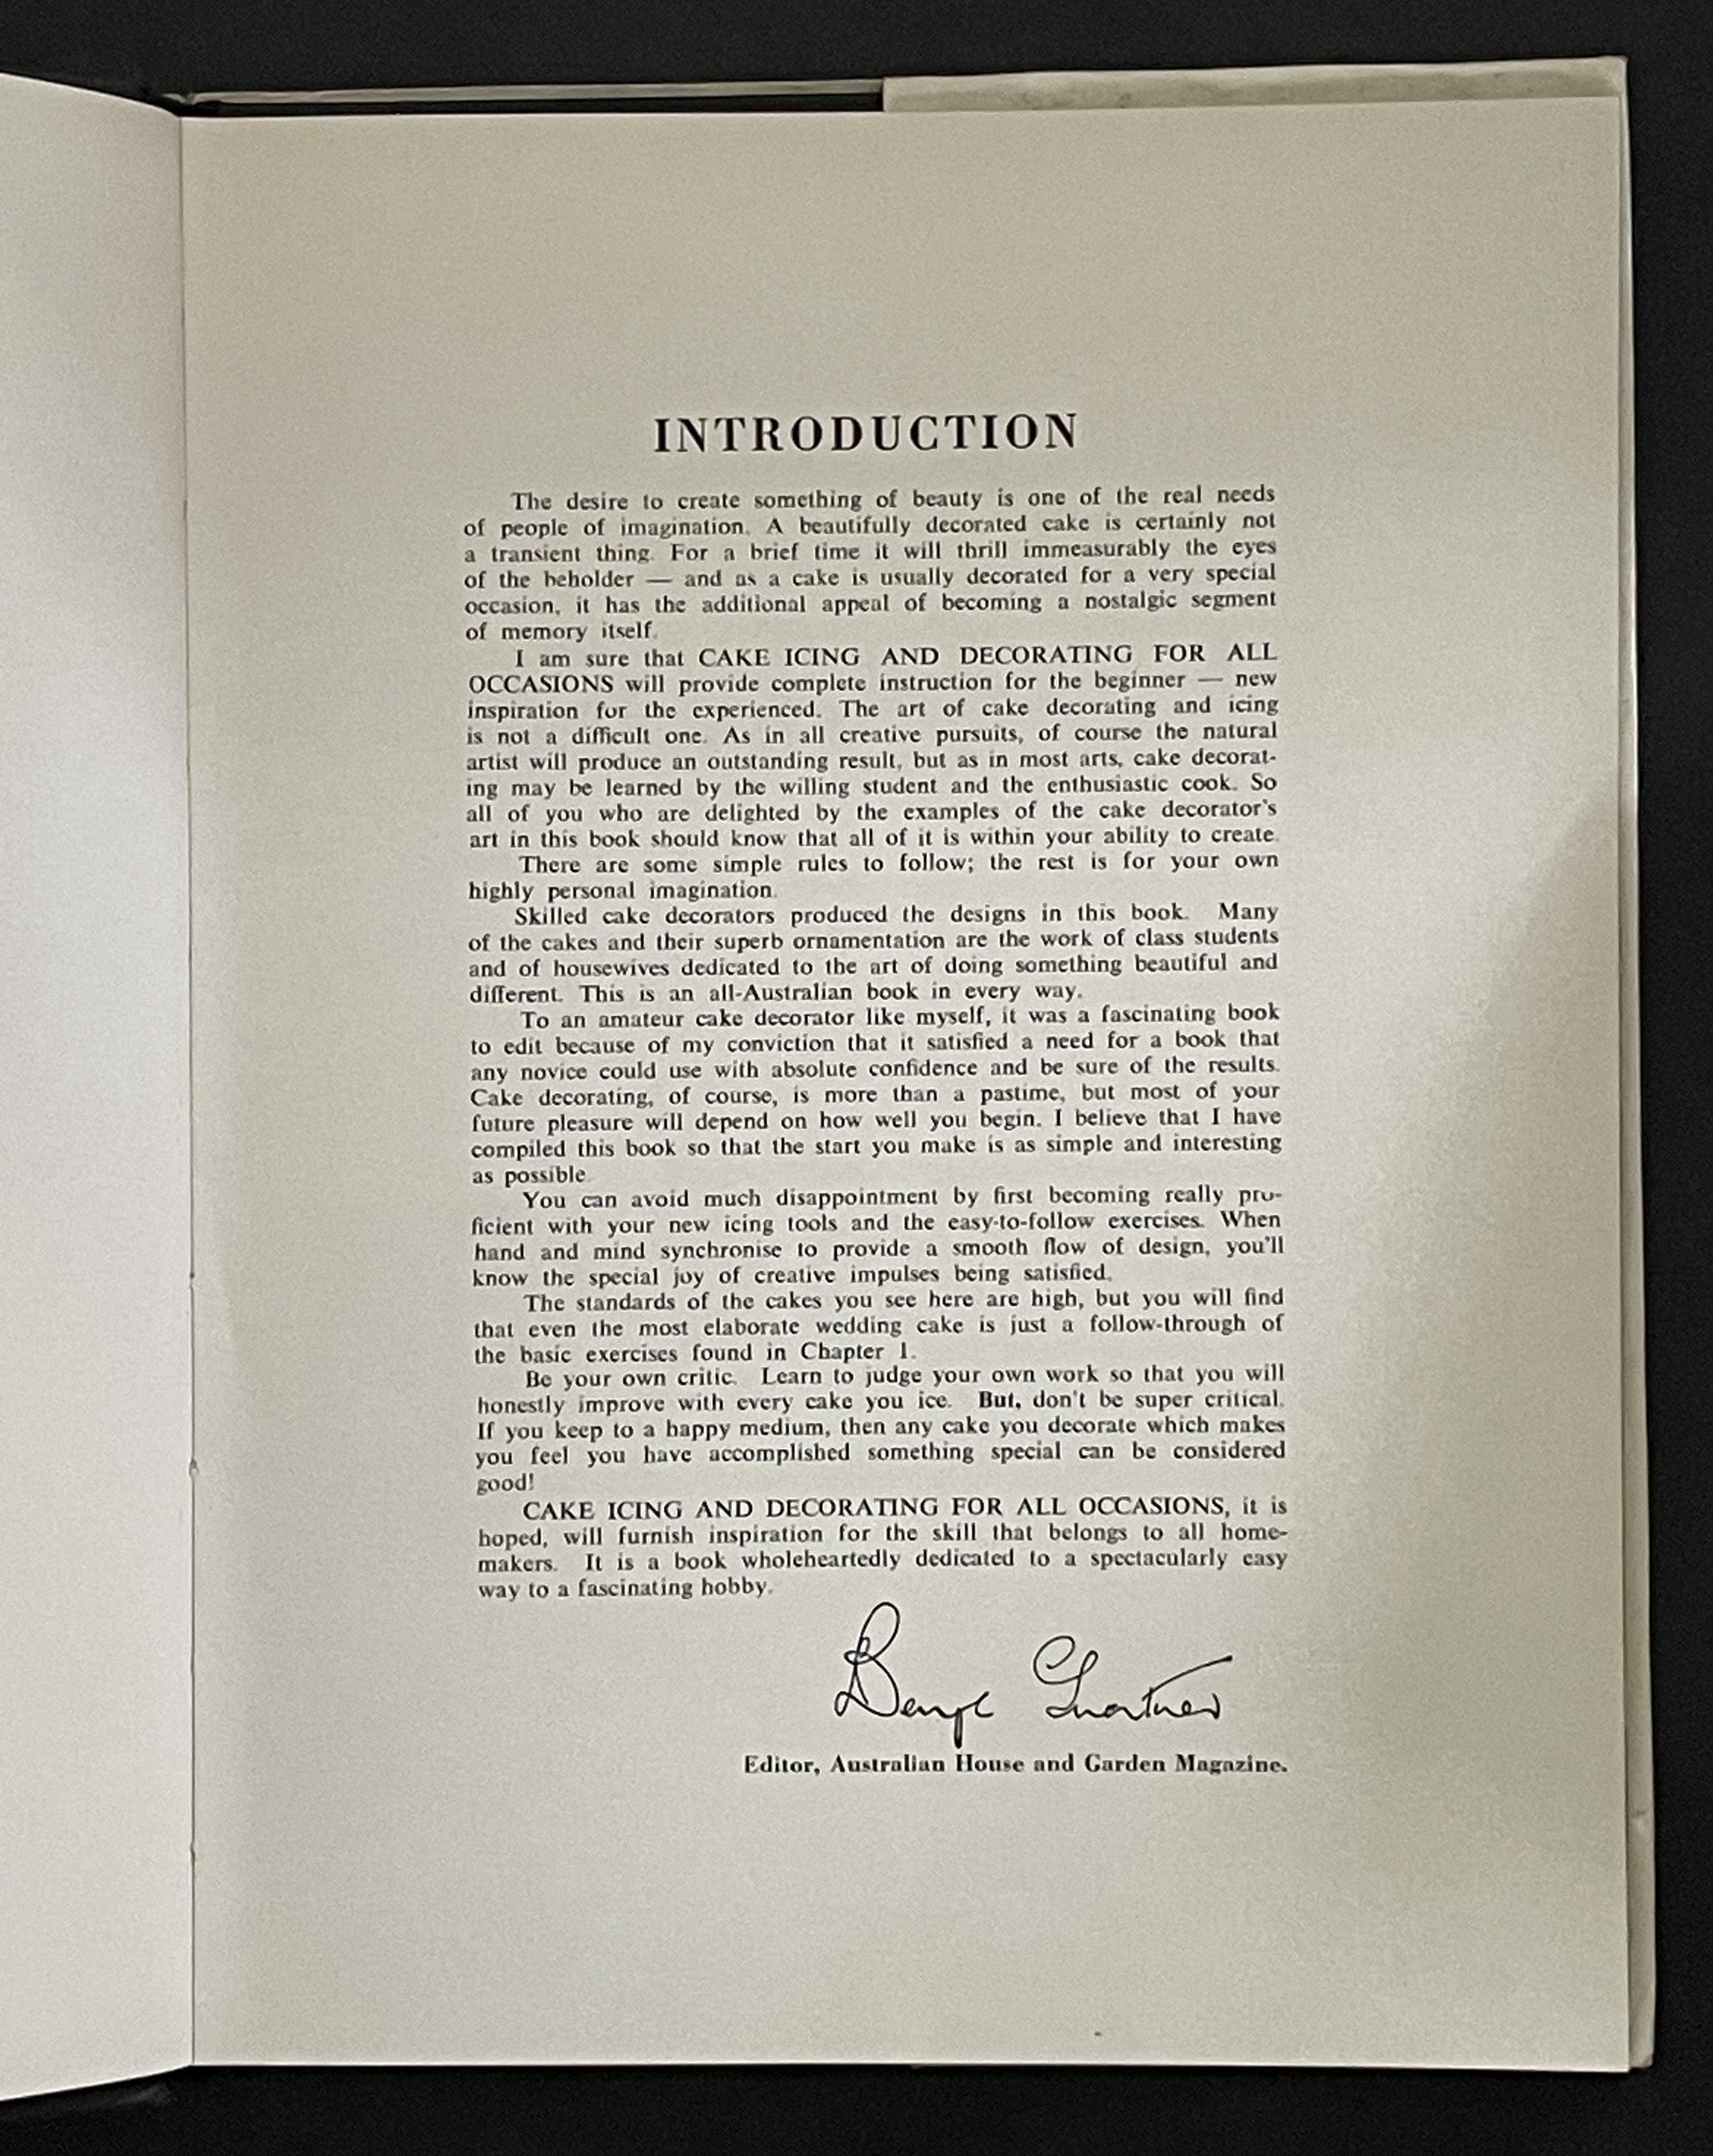 INTRODUCTION
The desire to create something of beauty is one of the real needs
of people of imagination. A beautifully decorated cake is certainly not
a transient thing. For a brief time it will thrill immeasurably the eyes
of the beholder — and as a cake is usually decorated for a very special
occasion, it has the additional appeal of becoming a nostalgic segment
of memory itself.
I am sure that CAKE ICING AND DECORATING FOR ALL
OCCASIONS will provide complete instruction for the beginner — new
inspiration for the experienced. The art of cake decorating and icing
is not a difficult one. As in all creative pursuits, of course the natural
artist will produce an outstanding result, but as in most arts, cake decorat-
ing may be learned by the willing student and the enthusiastic cook. So
all of you who are delighted by the examples of the cake decorator's
art in this book should know that all of it is within your ability to create.
There are some simple rules to follow; the rest is for your own
highly personal imagination.
Skilled cake decorators produced the designs in this book. Many
of the cakes and their superb ornamentation are the work of class students
and of housewives dedicated to the art of doing something beautiful and
different. This is an all-Australian book in every way.
To an amateur cake decorator like myself, it was a fascinating book
to edit because of my conviction that it satisfied a need for a book that
any novice could use with absolute confidence and be sure of the results.
Cake decorating, of course, is more than a pastime, but most of your
future pleasure will depend on how well you begin. I believe that I have
compiled this book so that the start you make is as simple and interesting
as possible.
You can avoid much disappointment by first becoming really pro-
ficient with your new icing tools and the easy-to-follow exercises. When
hand and mind synchronise to provide a smooth flow of design, you'll
know the special joy of creative impulses being satisfied.
The standards of the cakes you see here are high, but you will find
that even the most elaborate wedding cake is just a follow-through of
the basic exercises found in Chapter 1.
Be your own critic. Learn to judge your own work so that you will
honestly improve with every cake you ice. But, don't be super critical.
If you keep to a happy medium, then any cake you decorate which makes
you feel you have accomplished something special can be considered
good!
CAKE ICING AND DECORATING FOR ALL OCCASIONS, it is
hoped, will furnish inspiration for the skill that belongs to all home-
makers. It is a book wholeheartedly dedicated to a spectacularly easy
way to a fascinating hobby.
Beryl Guertner
Editor, Australian House and Garden Magazine.